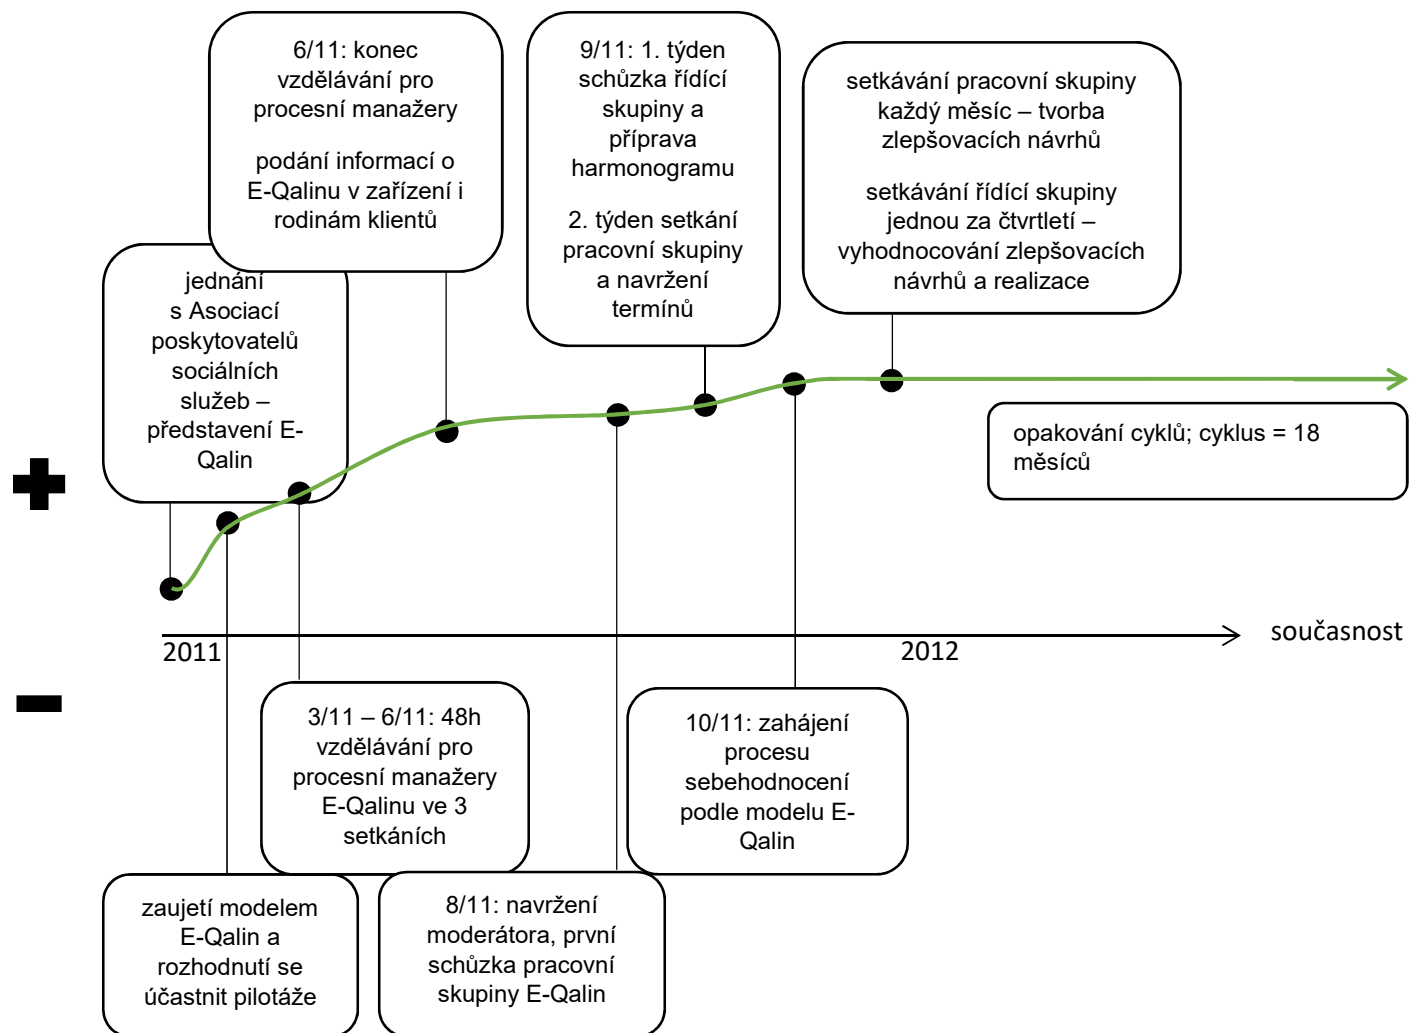 6/11: konec
vzdělávání pro
procesní manažery
podání informací o
E-Qalinu v zařízení i
rodinám klientů
9/11: 1. týden
schůzka řídící
skupiny a
příprava
harmonogramu
2. týden setkání
pracovní skupiny
a navržení
termínů
setkávání pracovní skupiny
každý měsíc – tvorba
zlepšovacích návrhů
setkávání řídící skupiny
jednou za čtvrtletí –
vyhodnocování zlepšovacích
návrhů a realizace
jednání
s Asociací
poskytovatelů
sociálních
služeb –
představení E-
Qalin
opakování cyklů; cyklus = 18
měsíců
+
-
2011
2012
současnost
3/11 – 6/11: 48h
vzdělávání pro
procesní manažery
E-Qalinu ve 3
setkáních
10/11: zahájení
procesu
sebehodnocení
podle modelu E-
Qalin
zaujetí modelem
E-Qalin a
rozhodnutí se
účastnit pilotáže
8/11: navržení
moderátora, první
schůzka pracovní
skupiny E-Qalin